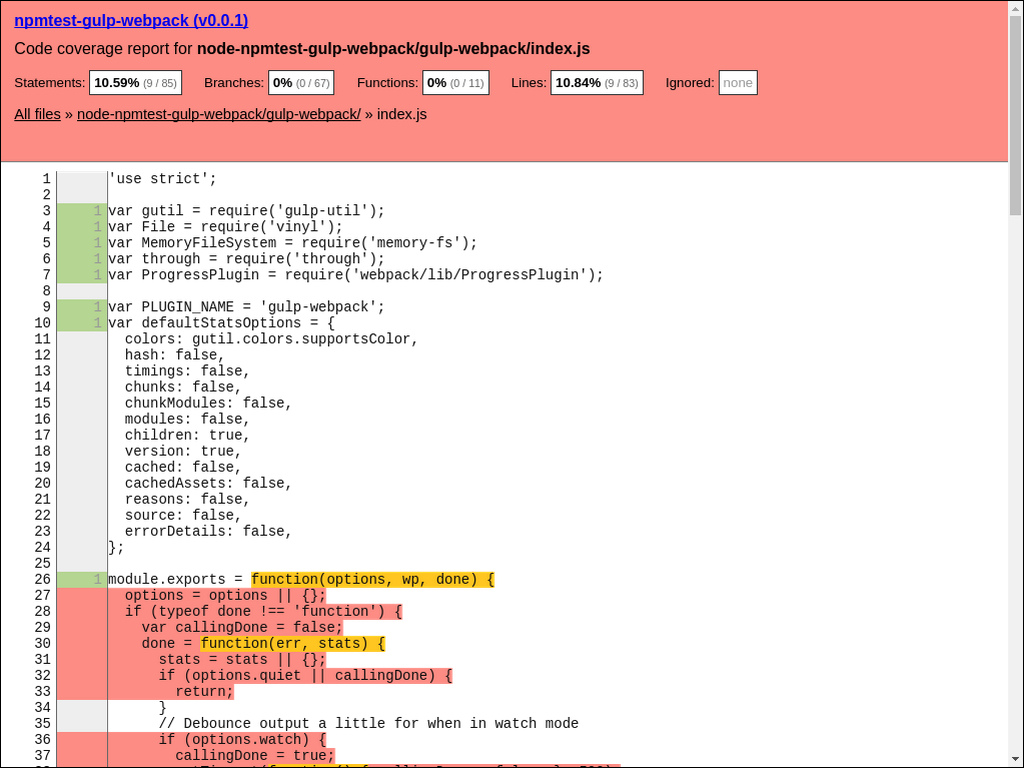 npmtest-gulp-webpack (v0.0.1)
Code coverage report for node-npmtest-gulp-webpack/gulp-webpack/index.js
Statements: 10.59% (9 / 85) Branches: 0% (0 / 67) Functions: 0% (0 / 11) Lines: 10.84% (9 / 83) Ignored: none
All files » node-npmtest-gulp-webpack/gulp-webpack/ » index.js
1 'use strict';
2
3 1 var gutil = require('gulp-util');
4 1 var File = require('vinyl');
5 1 var MemoryFileSystem = require('memory-fs');
6 1 var through = require('through');
7 1 var ProgressPlugin = require('webpack/lib/ProgressPlugin');
8
9 1 var PLUGIN_NAME = 'gulp-webpack';
10 1 var defaultStatsOptions = {
11 colors: gutil.colors.supportsColor,
12 hash: false,
13 timings: false,
14 chunks: false,
15 chunkModules: false,
16 modules: false,
17 children: true,
18 version: true,
19 cached: false,
20 cachedAssets: false,
21 reasons: false,
22 source: false,
23 errorDetails: false,
24 };
25
26 1 module.exports = function(options, wp, done) {
27 options = options || {};
28 if (typeof done !== 'function') {
29 var callingDone = false;
30 done = function(err, stats) {
31 stats = stats || {};
32 if (options.quiet || callingDone) {
33 return;
34 }
35 // Debounce output a little for when in watch mode
36 if (options.watch) {
37 callingDone = true;